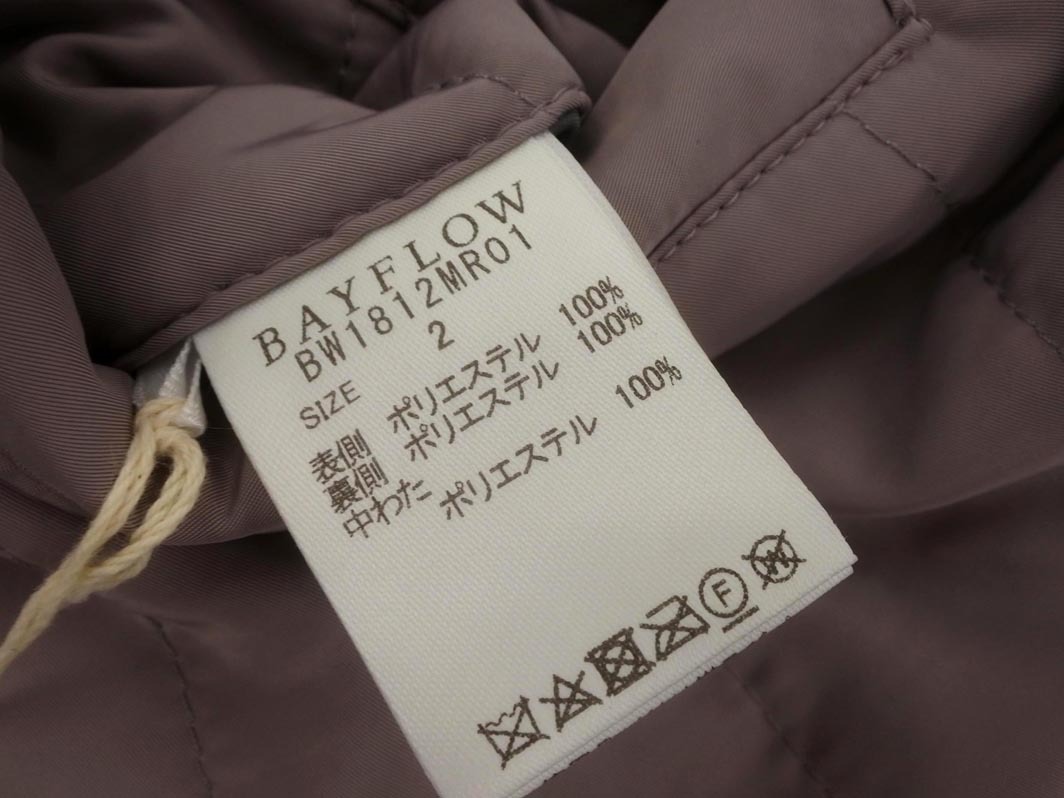 BAYFLOW
BW1812MR01
SIZE 2
表側 ポリエステル 100%
裏側 ポリエステル 100%
中わた ポリエステル 100%
F
W